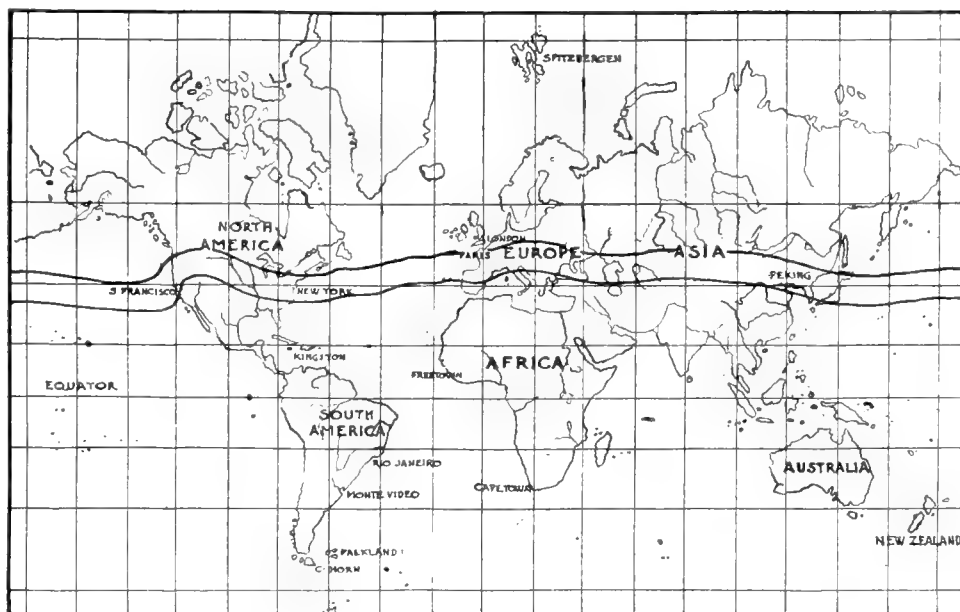 SPITZBERGEN
NORTH
AMERICA
LONDON
PARIS
EUROPE
ASIA
S FRANCISCO
NEW YORK
PEKING
KINGSTON
AFRICA
FREETOWN
EQUATOR
SOUTH
AMERICA
RIO JANEIRO
AUSTRALIA
CAPETOWN
MONTE VIDEO
NEW ZEALAND
FALKLAND I
C. HORN